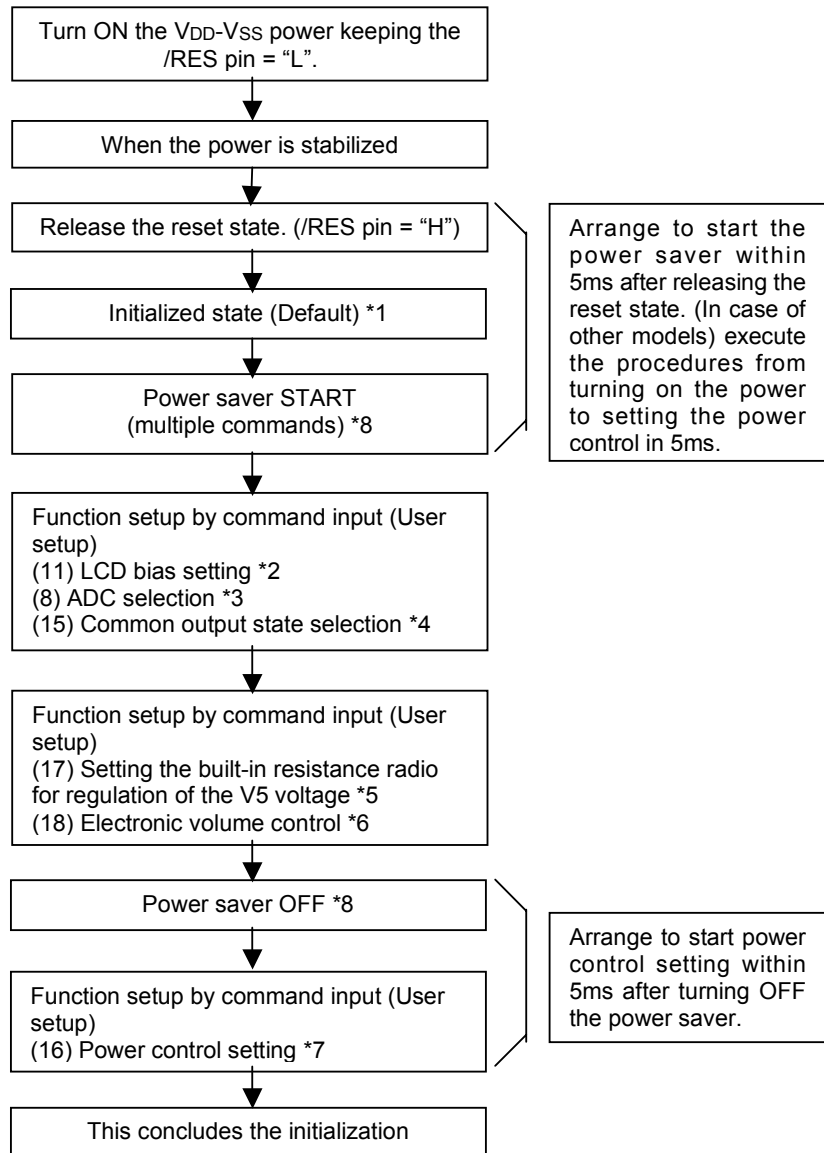 Turn ON the VDD-VSS power keeping the
/RES pin = “L”.
When the power is stabilized
Release the reset state. (/RES pin = “H”)
Initialized state (Default) *1
Power saver START
(multiple commands) *8
Arrange to start the
power saver within
5ms after releasing the
reset state. (In case of
other models) execute
the procedures from
turning on the power
to setting the power
control in 5ms.
Function setup by command input (User
setup)
(11) LCD bias setting *2
(8) ADC selection *3
(15) Common output state selection *4
Function setup by command input (User
setup)
(17) Setting the built-in resistance radio
for regulation of the V5 voltage *5
(18) Electronic volume control *6
Power saver OFF *8
Function setup by command input (User
setup)
(16) Power control setting *7
Arrange to start power
control setting within
5ms after turning OFF
the power saver.
This concludes the initialization